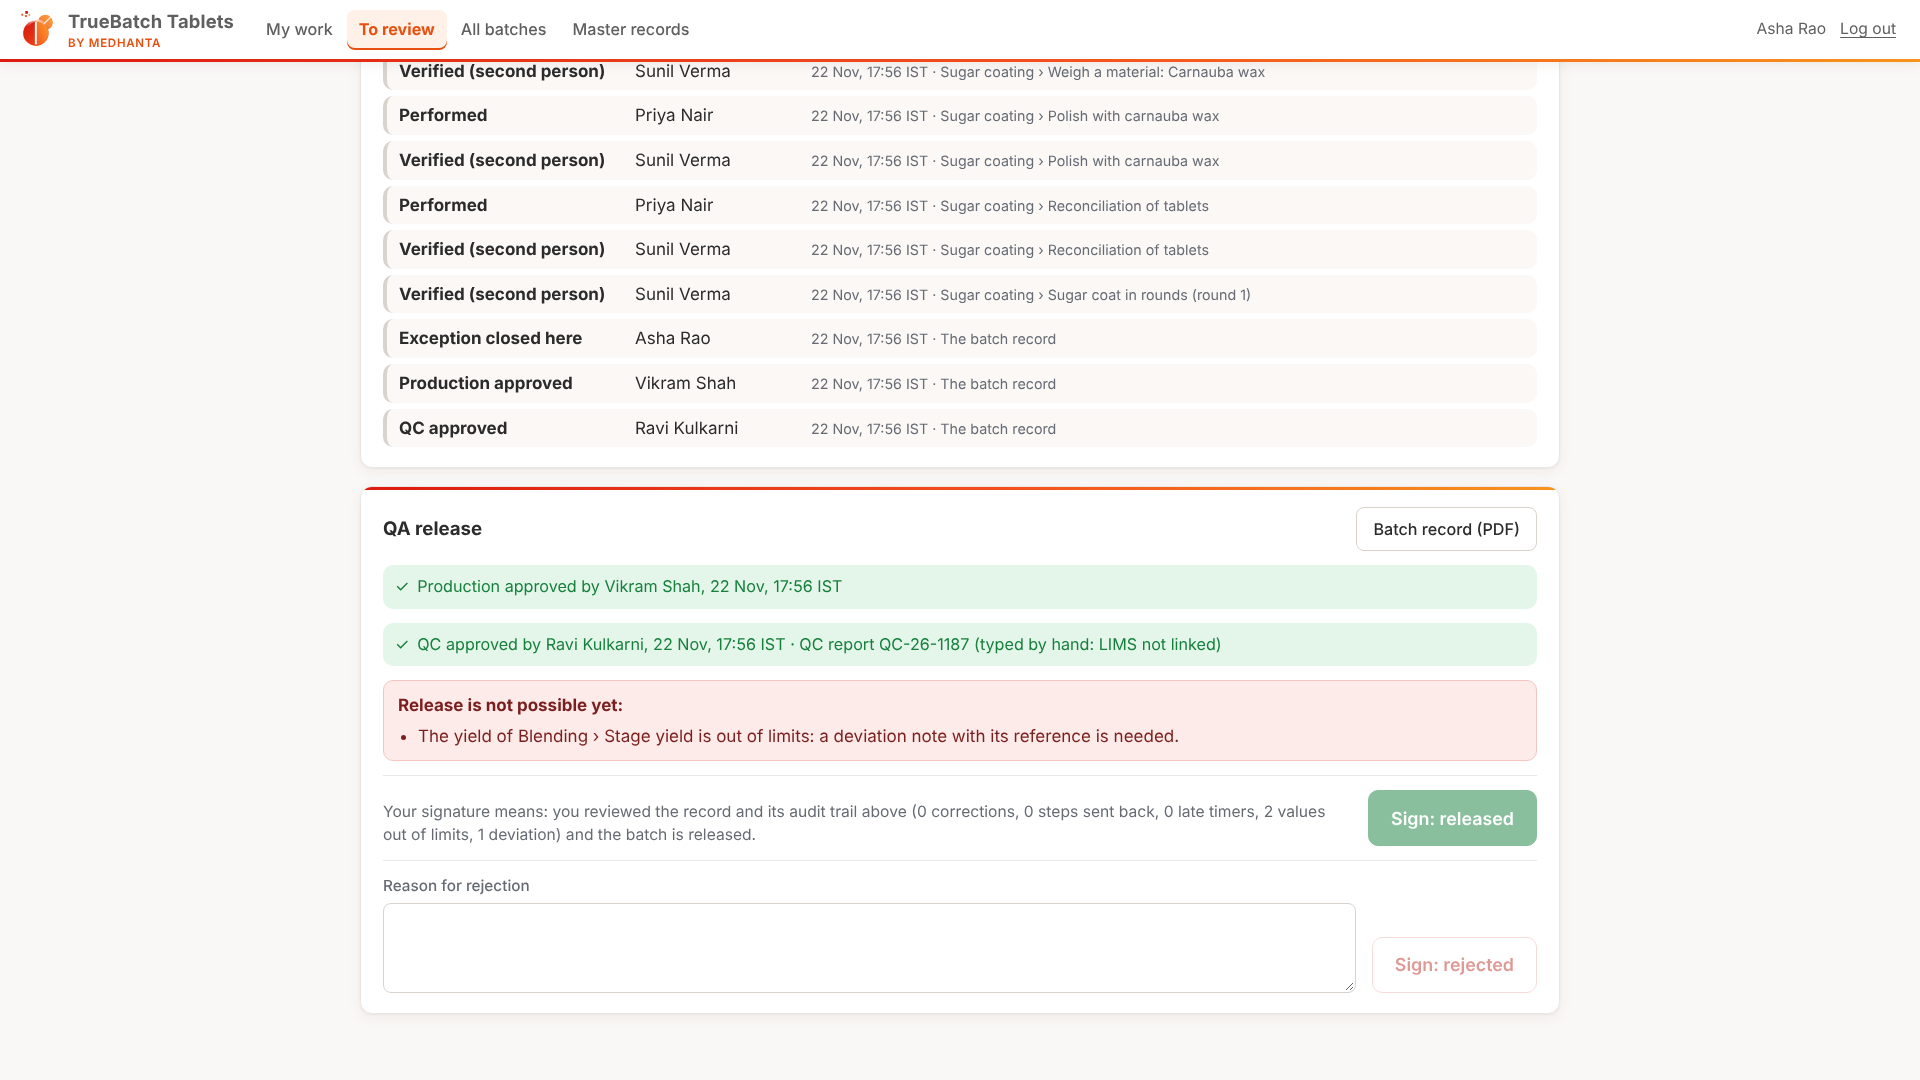 TrueBatch Tablets
BY MEDHANTA
My work
To review
All batches
Master records
Asha Rao
Log out
Verified (second person) Sunil Verma 22 Nov, 17:56 IST · Sugar coating › Weigh a material: Carnauba wax
Performed Priya Nair 22 Nov, 17:56 IST · Sugar coating › Polish with carnauba wax
Verified (second person) Sunil Verma 22 Nov, 17:56 IST · Sugar coating › Polish with carnauba wax
Performed Priya Nair 22 Nov, 17:56 IST · Sugar coating › Reconciliation of tablets
Verified (second person) Sunil Verma 22 Nov, 17:56 IST · Sugar coating › Reconciliation of tablets
Verified (second person) Sunil Verma 22 Nov, 17:56 IST · Sugar coating › Sugar coat in rounds (round 1)
Exception closed here Asha Rao 22 Nov, 17:56 IST · The batch record
Production approved Vikram Shah 22 Nov, 17:56 IST · The batch record
QC approved Ravi Kulkarni 22 Nov, 17:56 IST · The batch record
QA release
Batch record (PDF)
✓ Production approved by Vikram Shah, 22 Nov, 17:56 IST
✓ QC approved by Ravi Kulkarni, 22 Nov, 17:56 IST · QC report QC-26-1187 (typed by hand: LIMS not linked)
Release is not possible yet:
• The yield of Blending › Stage yield is out of limits: a deviation note with its reference is needed.
Your signature means: you reviewed the record and its audit trail above (0 corrections, 0 steps sent back, 0 late timers, 2 values
out of limits, 1 deviation) and the batch is released.
Sign: released
Reason for rejection
Sign: rejected